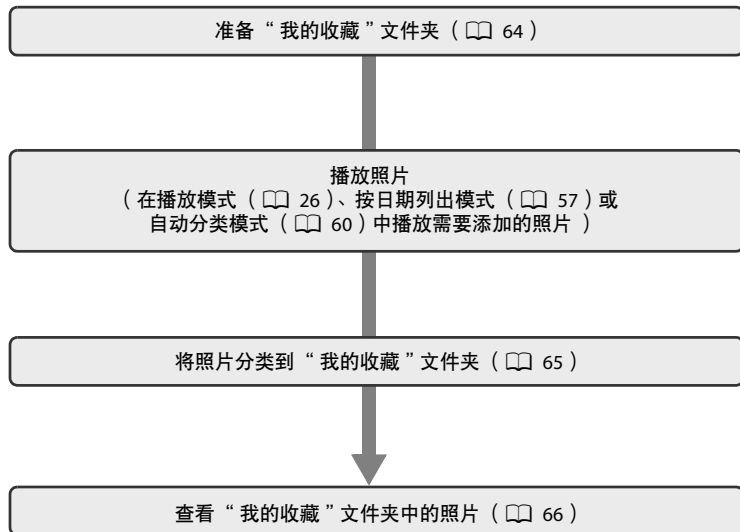 准备“我的收藏”文件夹（📖 64）
播放照片
（在播放模式（📖 26）、按日期列出模式（📖 57）或
自动分类模式（📖 60）中播放需要添加的照片）
将照片分类到“我的收藏”文件夹（📖 65）
查看“我的收藏”文件夹中的照片（📖 66）